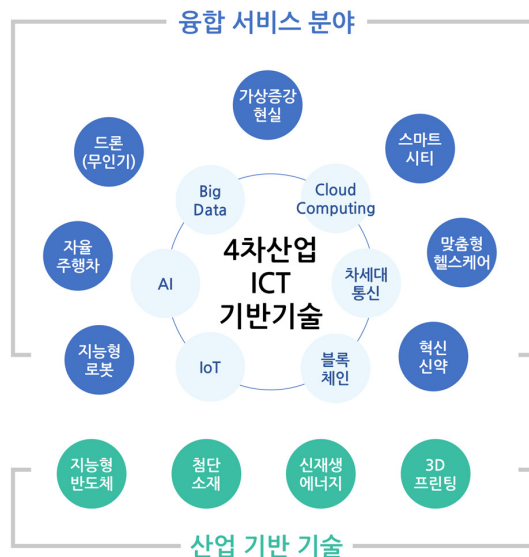 융합 서비스 분야
가상증강
현실
드론
(무인기)
스마트
시티
Big
Data
Cloud
Computing
자율
주행차
AI
4차산업
ICT
기반기술
차세대
통신
맞춤형
헬스케어
지능형
로봇
IoT
블록
체인
혁신
신약
지능형
반도체
첨단
소재
신재생
에너지
3D
프린팅
산업 기반 기술